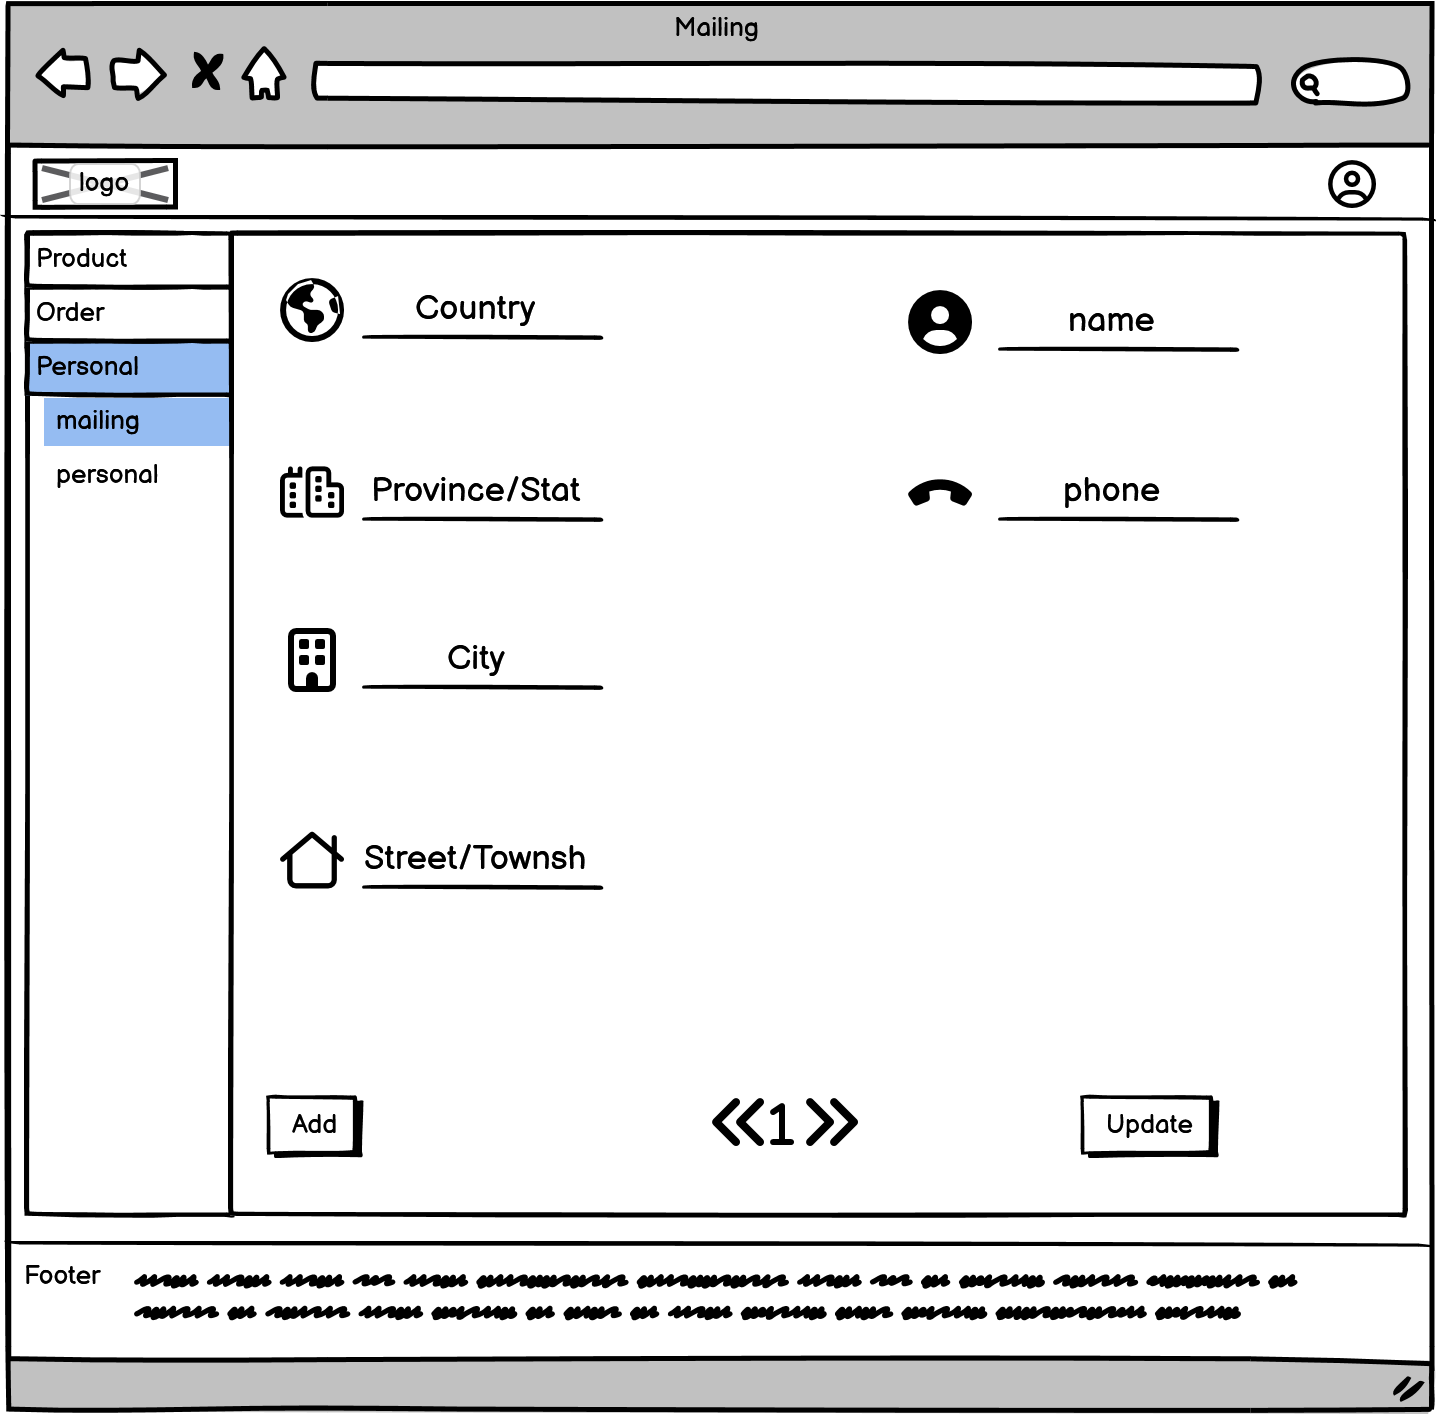 Mailing
logo
Product
Order
Personal
mailing
personal
Country
name
Province/Stat
phone
City
Street/Townsh
Add
1
Update
Footer